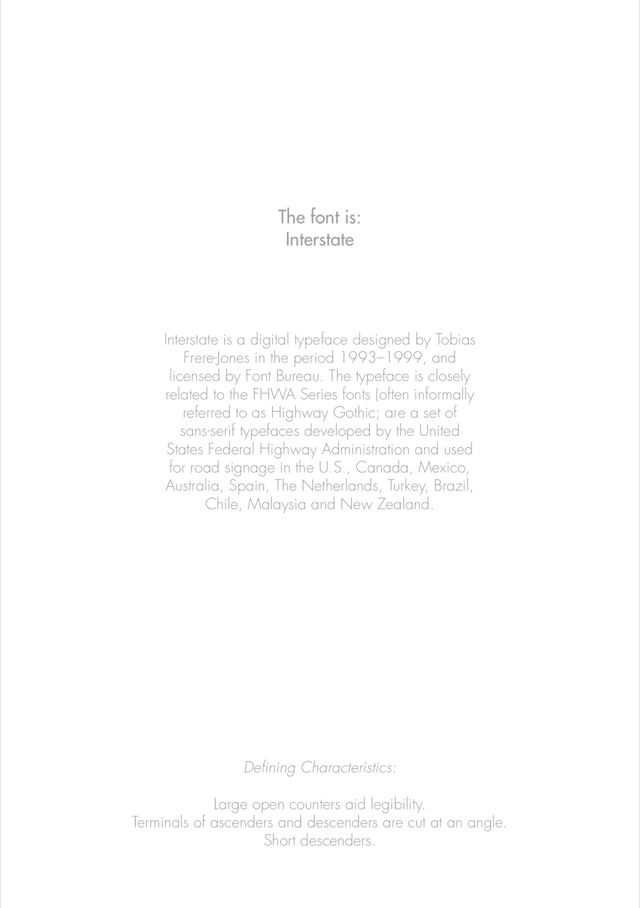 The font is:
Interstate
Interstate is a digital typeface designed by Tobias
Frere-Jones in the period 1993–1999, and
licensed by Font Bureau. The typeface is closely
related to the FHWA Series fonts (often informally
referred to as Highway Gothic; are a set of
sans-serif typefaces developed by the United
States Federal Highway Administration and used
for road signage in the U.S., Canada, Mexico,
Australia, Spain, The Netherlands, Turkey, Brazil,
Chile, Malaysia and New Zealand.
Defining Characteristics:
Large open counters aid legibility.
Terminals of ascenders and descenders are cut at an angle.
Short descenders.